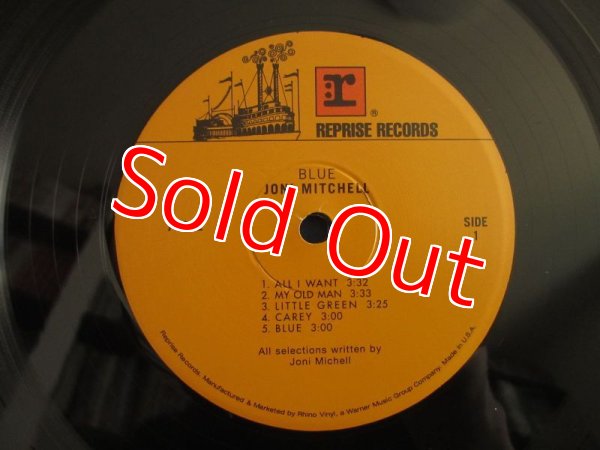 r
®
REPRISE RECORDS
BLUE
JONI MITCHELL
Sold Out
SIDE
1
1. ALL I WANT 3:32
2. MY OLD MAN 3:33
3. LITTLE GREEN 3:25
4. CAREY 3:00
5. BLUE 3:00
All selections written by
Joni Michell
Reprise Records. Manufactured & Marketed by Rhino Vinyl, a Warner Music Group Company. Made in U.S.A.